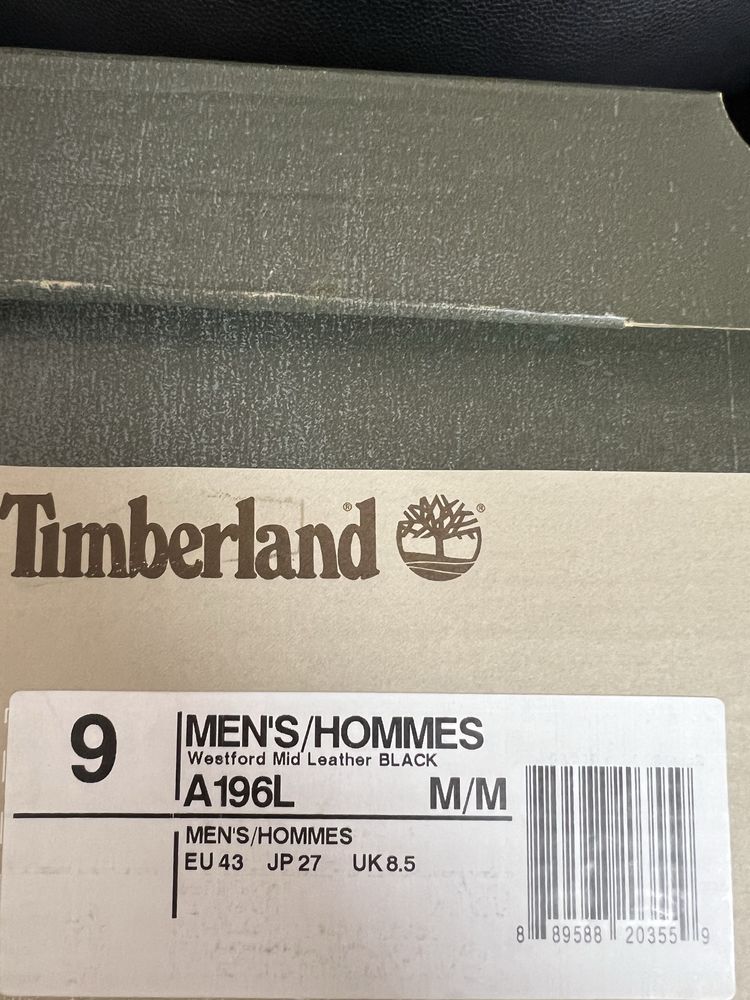 Timberland® ®
9
MEN'S/HOMMES
Westford Mid Leather BLACK
A196L M/M
MEN'S/HOMMES
EU 43 JP 27 UK 8.5
8 89588 20355 9